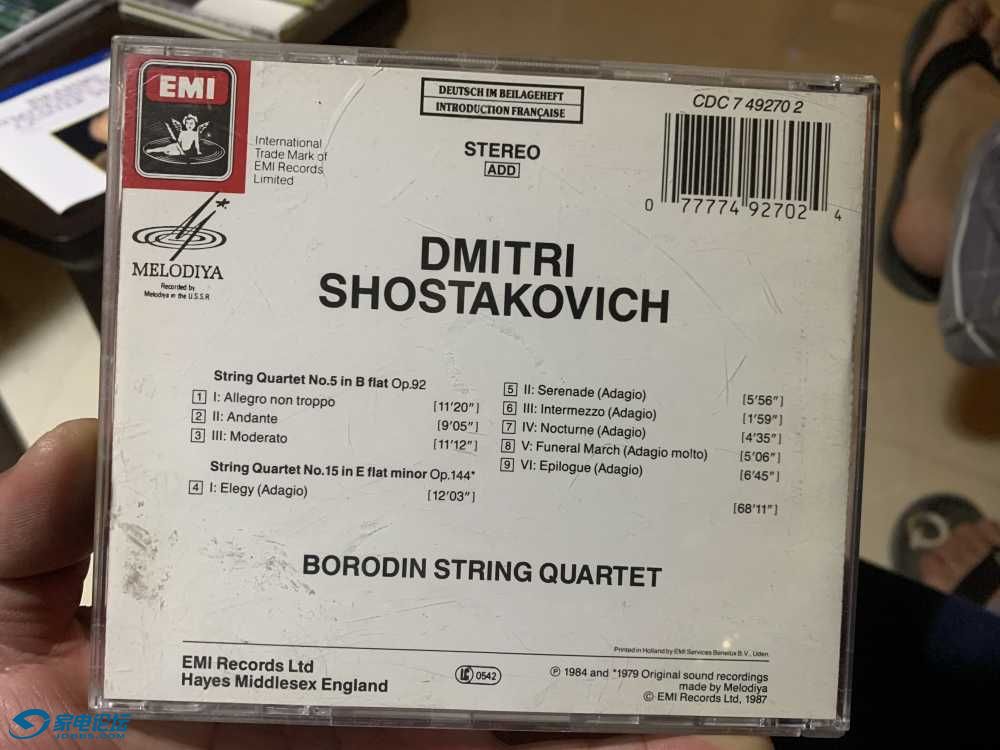 EMI
International
Trade Mark of
EMI Records
Limited
MELODIYA
Recorded by
Melodiya in the U.S.S.R.
DEUTSCH IM BEILAGEHEFT
INTRODUCTION FRANÇAISE
STEREO
ADD
CDC 7 49270 2
0 77774 92702 4
DMITRI
SHOSTAKOVICH
String Quartet No.5 in B flat Op.92
1 I: Allegro non troppo [11'20"]
2 II: Andante [9'05"]
3 III: Moderato [11'12"]
String Quartet No.15 in E flat minor Op.144*
4 I: Elegy (Adagio) [12'03"]
5 II: Serenade (Adagio) [5'56"]
6 III: Intermezzo (Adagio) [1'59"]
7 IV: Nocturne (Adagio) [4'35"]
8 V: Funeral March (Adagio molto) [5'06"]
9 VI: Epilogue (Adagio) [6'45"]
[68'11"]
BORODIN STRING QUARTET
Printed in Holland by EMI Services Benelux B.V., Uden
EMI Records Ltd
Hayes Middlesex England
LC 0542
℗ 1984 and *1979 Original sound recordings
made by Melodiya
© EMI Records Ltd, 1987
家电论坛
JDBBS.COM